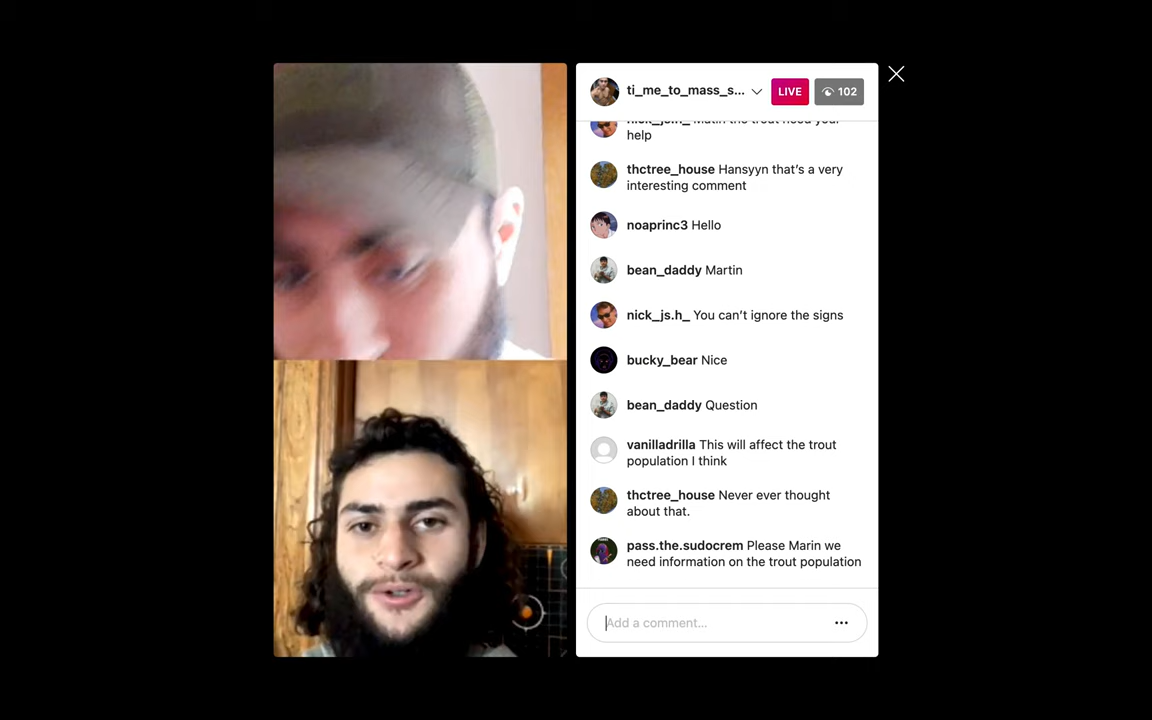 ti_me_to_mass_s...
LIVE
102
help
thctree_house Hansyyn that's a very
interesting comment
noaprinc3 Hello
bean_daddy Martin
nick_js.h_ You can't ignore the signs
bucky_bear Nice
bean_daddy Question
vanilladrilla This will affect the trout
population I think
thctree_house Never ever thought
about that.
pass.the.sudocrem Please Marin we
need information on the trout population
Add a comment...